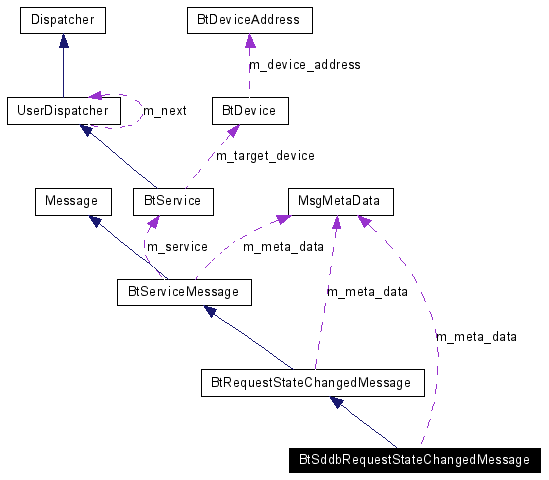 Dispatcher BtDeviceAddress
m_device_address
UserDispatcher m_next BtDevice
m_target_device
Message BtService MsgMetaData
m_service m_meta_data
BtServiceMessage m_meta_data
m_meta_data
BtRequestStateChangedMessage
BtSddbRequestStateChangedMessage